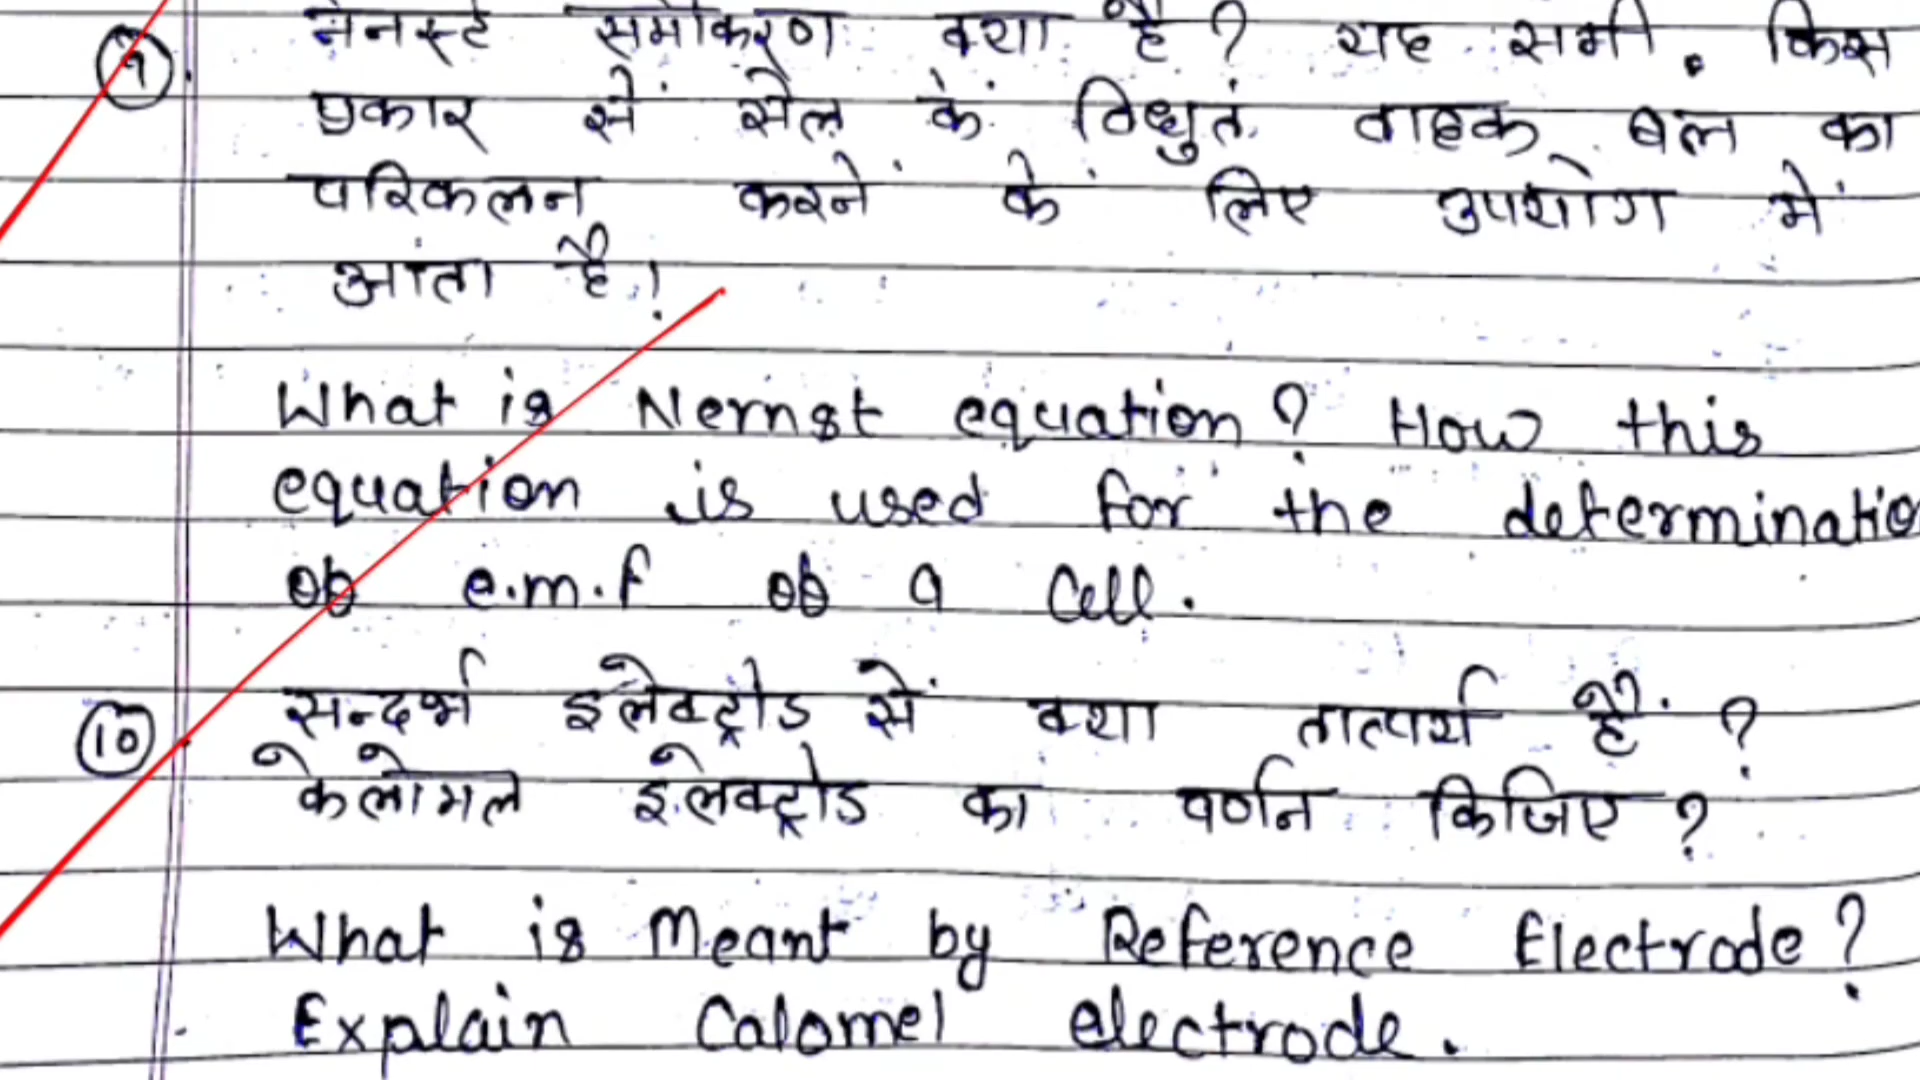 9. नेनस्ट समीकरण क्या है? यह समी. किस
प्रकार से सेल के विधुत वाहक बल का
परिकलन करने के लिए उपयोग में
आता है।
What is Nernst equation? How this
equation is used for the determinatio
of e.m.f of a Cell.
10. सन्दर्भ इलेक्ट्रोड से क्या तात्पर्य है?
केलोमल इलेक्ट्रोड का वर्णन किजिए?
What is Meant by Reference Electrode?
Explain Calomel electrode.